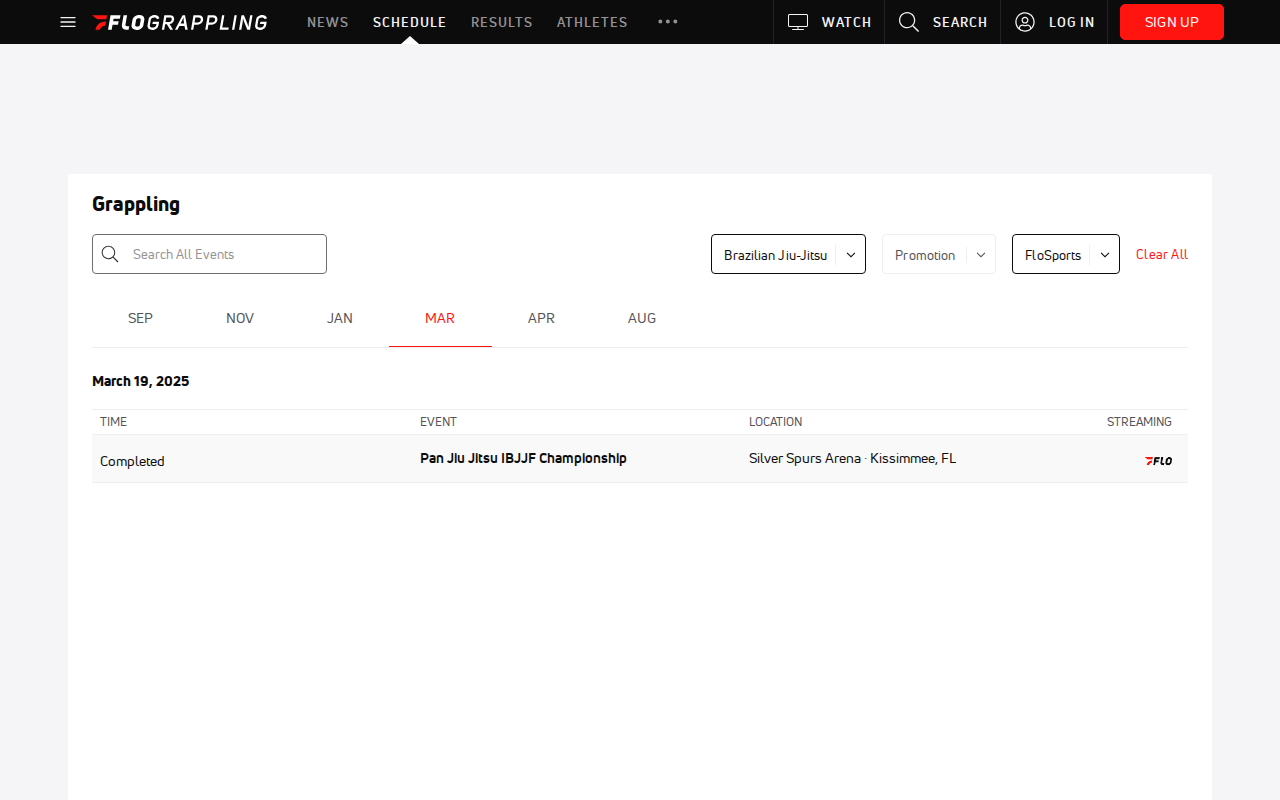 FLOGRAPPLING NEWS SCHEDULE RESULTS ATHLETES ••• WATCH SEARCH LOG IN SIGN UP
Grappling
Search All Events Brazilian Jiu-Jitsu Promotion FloSports Clear All
SEP NOV JAN MAR APR AUG
March 19, 2025
TIME EVENT LOCATION STREAMING
Completed Pan Jiu Jitsu IBJJF Championship Silver Spurs Arena · Kissimmee, FL FLO